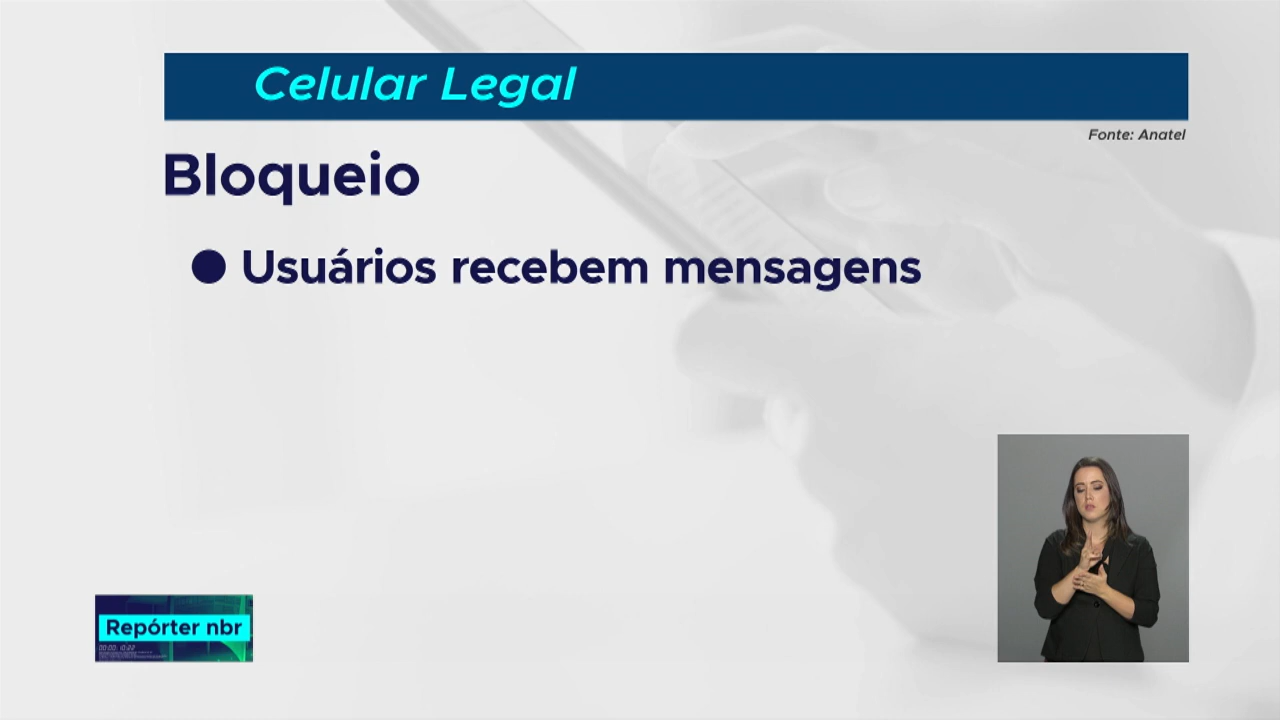 Celular Legal
Fonte: Anatel
Bloqueio
● Usuários recebem mensagens
Repórter nbr